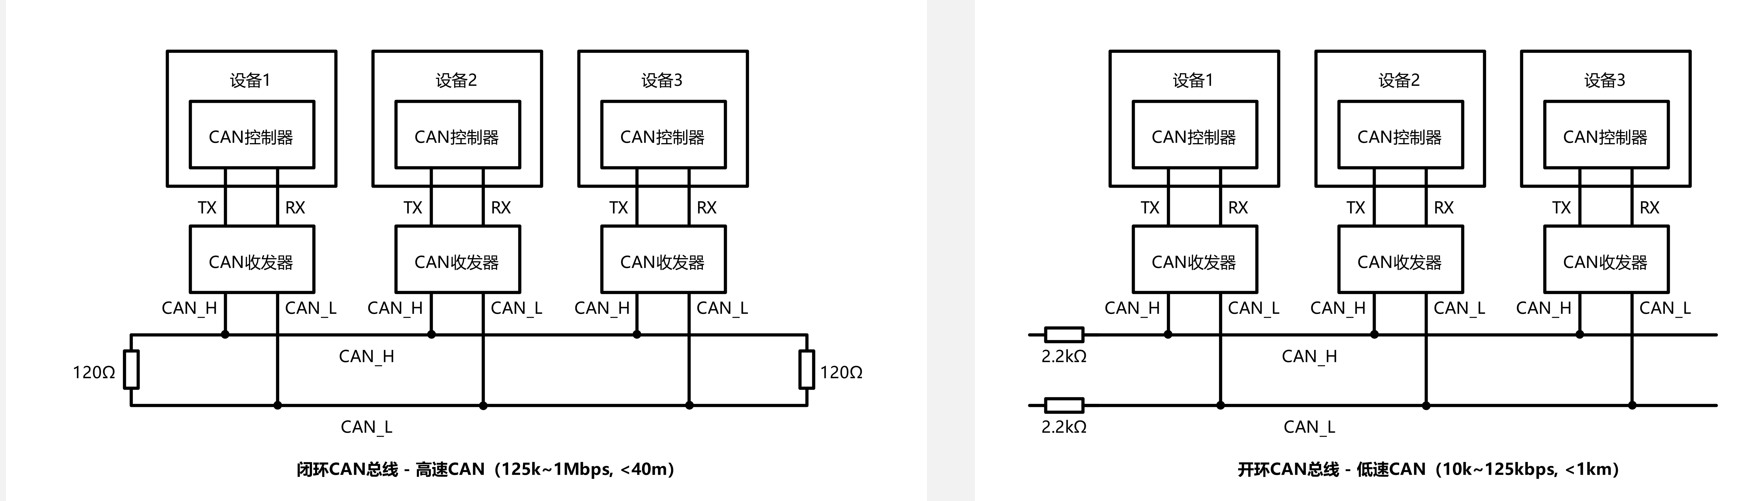 设备1
设备2
设备3
CAN控制器
CAN控制器
CAN控制器
TX
RX
TX
RX
TX
RX
CAN收发器
CAN收发器
CAN收发器
CAN_H
CAN_L
CAN_H
CAN_L
CAN_H
CAN_L
CAN_H
120Ω
120Ω
CAN_L
闭环CAN总线 - 高速CAN（125k~1Mbps, <40m）
设备1
设备2
设备3
CAN控制器
CAN控制器
CAN控制器
TX
RX
TX
RX
TX
RX
CAN收发器
CAN收发器
CAN收发器
CAN_H
CAN_L
CAN_H
CAN_L
CAN_H
CAN_L
2.2kΩ
CAN_H
2.2kΩ
CAN_L
开环CAN总线 - 低速CAN（10k~125kbps, <1km）